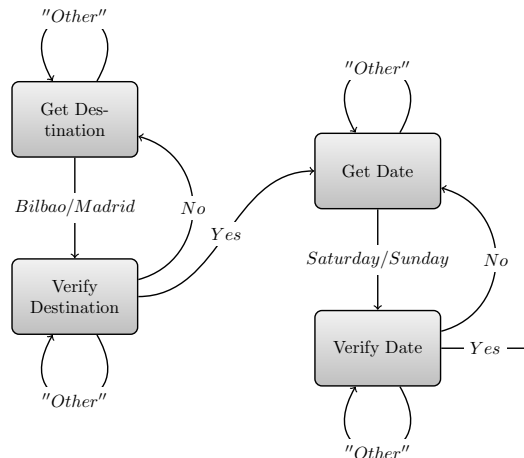 "Other"
Get Des-
tination
Bilbao/Madrid
No
Yes
Verify
Destination
"Other"
"Other"
Get Date
Saturday/Sunday
No
Verify Date
Yes
"Other"